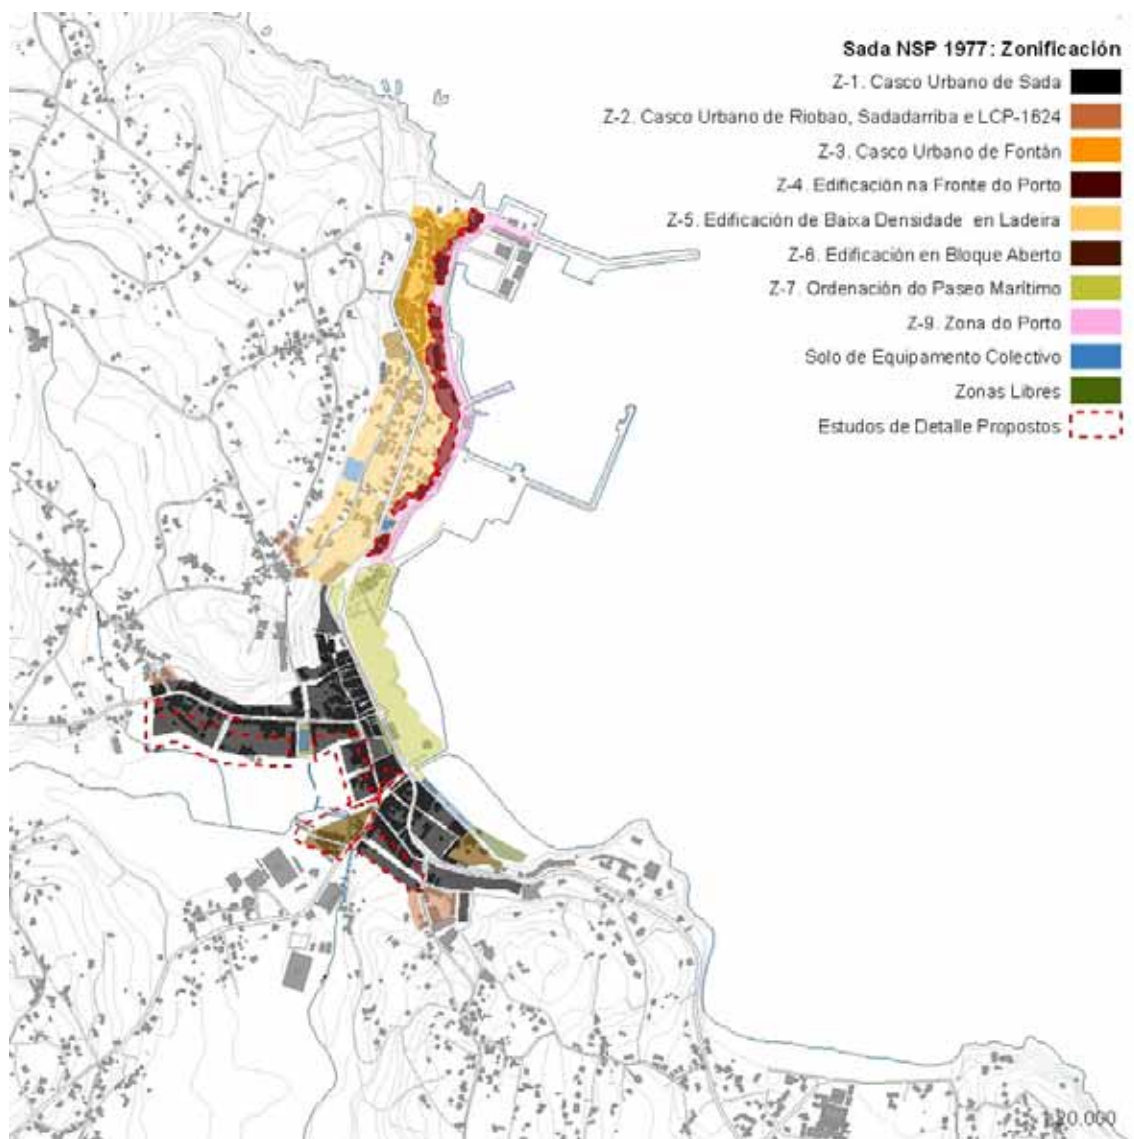 Sada NSP 1977: Zonificación
Z-1. Casco Urbano de Sada
Z-2. Casco Urbano de Riobao, Sadadarriba e LCP-1624
Z-3. Casco Urbano de Fontán
Z-4. Edificación na Fronte do Porto
Z-5. Edificación de Baixa Densidade en Ladeira
Z-6. Edificación en Bloque Aberto
Z-7. Ordenación do Paseo Marítimo
Z-9. Zona do Porto
Solo de Equipamento Colectivo
Zonas Libres
Estudos de Detalle Propostos
1:20.000